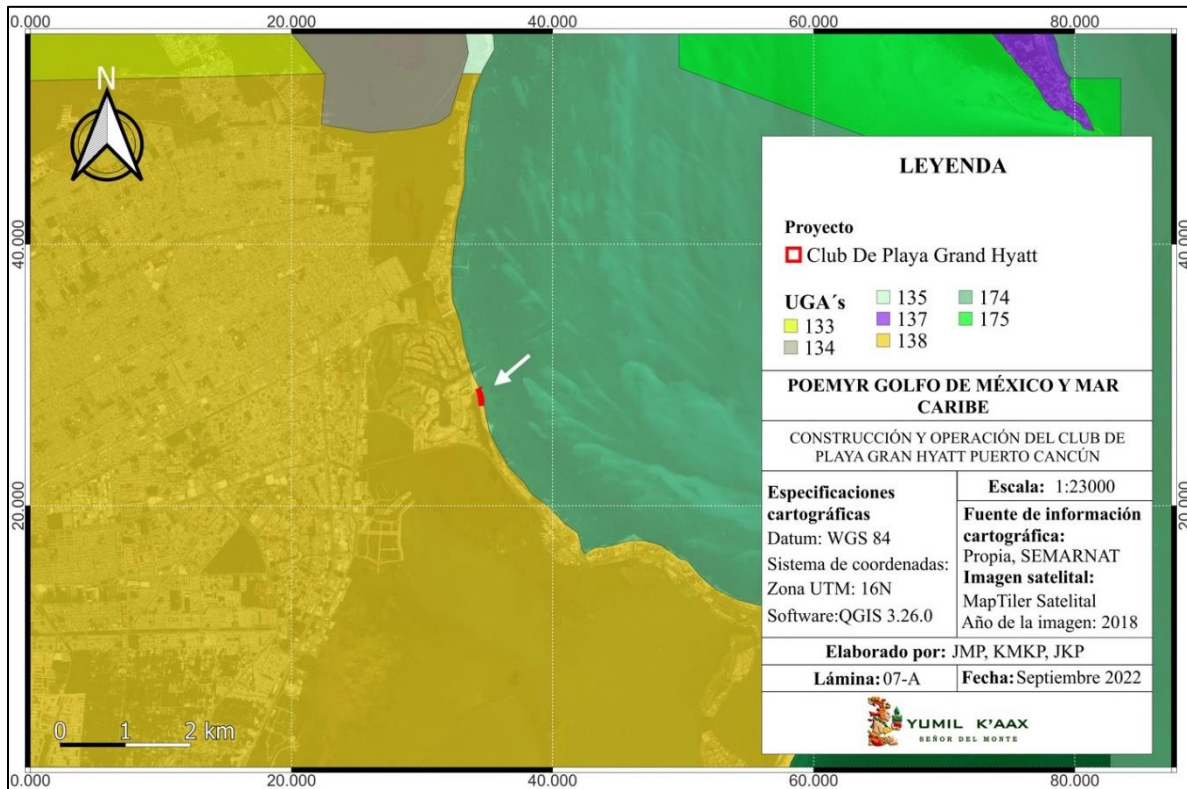 0.000 20.000 40.000 60.000 80.000
N
40.000 40.000
20.000 20.000
0 1 2 km
0.000 20.000 40.000 60.000 80.000
LEYENDA
Proyecto
Club De Playa Grand Hyatt
UGA´s
133
134
135
137
138
174
175
POEMYR GOLFO DE MÉXICO Y MAR
CARIBE
CONSTRUCCIÓN Y OPERACIÓN DEL CLUB DE
PLAYA GRAN HYATT PUERTO CANCÚN
Especificaciones
cartográficas
Datum: WGS 84
Sistema de coordenadas:
Zona UTM: 16N
Software:QGIS 3.26.0
Escala: 1:23000
Fuente de información
cartográfica:
Propia, SEMARNAT
Imagen satelital:
MapTiler Satelital
Año de la imagen: 2018
Elaborado por: JMP, KMKP, JKP
Lámina: 07-A
Fecha: Septiembre 2022
YUMIL K'AAX
SEÑOR DEL MONTE